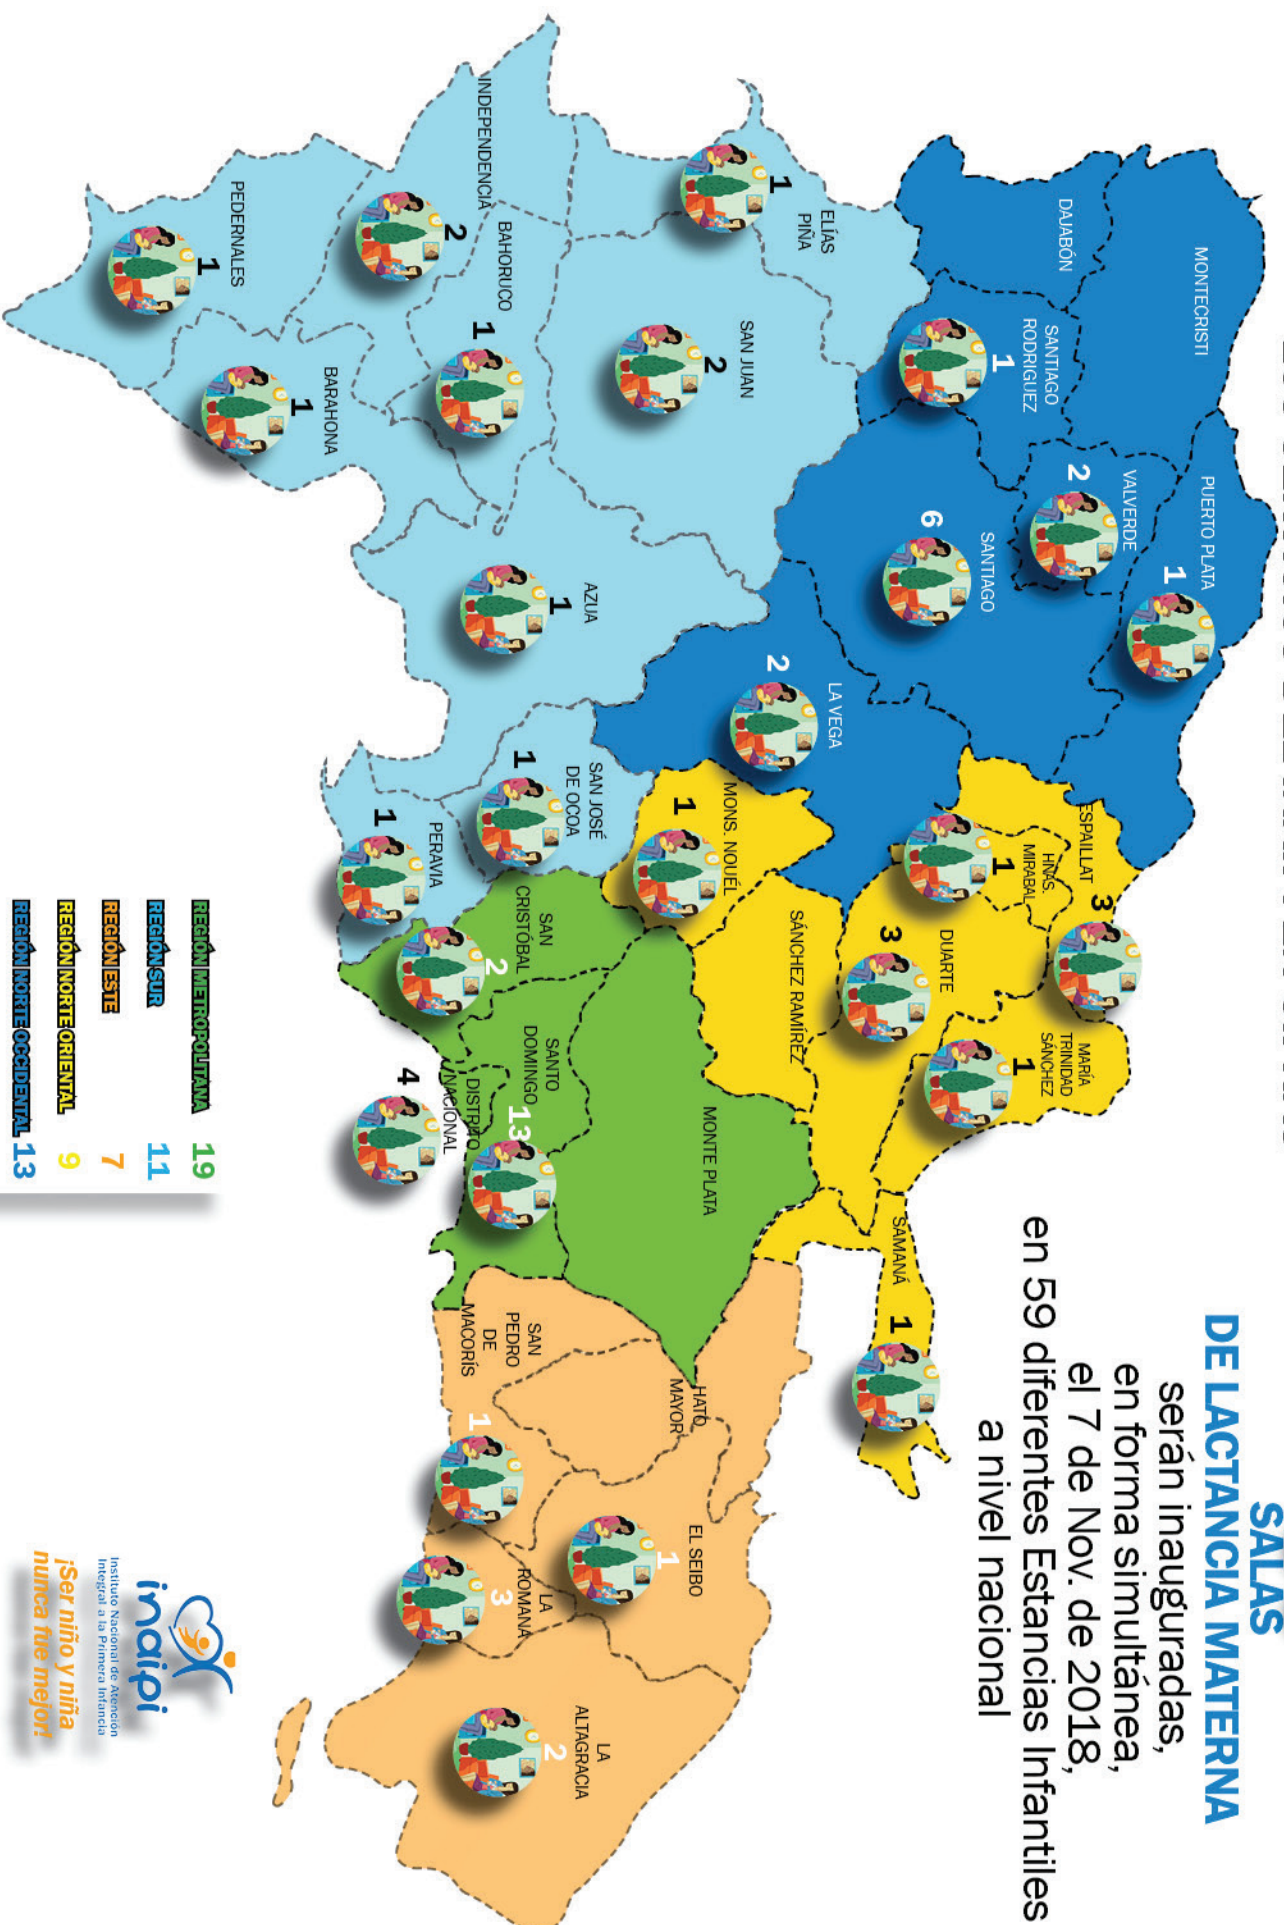 SALAS
DE LACTANCIA MATERNA
serán inauguradas,
en forma simultánea,
el 7 de Nov. de 2018,
en 59 diferentes Estancias Infantiles
a nivel nacional
MONTECRISTI
PUERTO PLATA
1
DAJABÓN
VALVERDE
2
SANTIAGO
RODRIGUEZ
1
SANTIAGO
6
ESPAILLAT
3
HNAS.
MIRABAL
1
MARÍA
TRINIDAD
SÁNCHEZ
1
DUARTE
3
SAMANÁ
1
LA VEGA
2
ELÍAS
PIÑA
1
SAN JUAN
2
MONS. NOUÉL
1
SÁNCHEZ RAMÍREZ
MONTE PLATA
HATO
MAYOR
EL SEIBO
1
AZUA
1
SAN JOSÉ
DE OCOA
1
INDEPENDENCIA
2
BAHORUCO
1
SAN
CRISTÓBAL
2
SANTO
DOMINGO
13
SAN
PEDRO
DE
MACORÍS
1
LA
ROMANA
3
LA
ALTAGRACIA
2
PERAVIA
1
DISTRITO
NACIONAL
4
BARAHONA
1
PEDERNALES
1
REGIÓN METROPOLITANA 19
REGIÓN SUR 11
REGIÓN ESTE 7
REGIÓN NORTE ORIENTAL 9
REGIÓN NORTE OCCIDENTAL 13
inaipi
Instituto Nacional de Atención
Integral a la Primera Infancia
¡Ser niño y niña
nunca fue mejor!